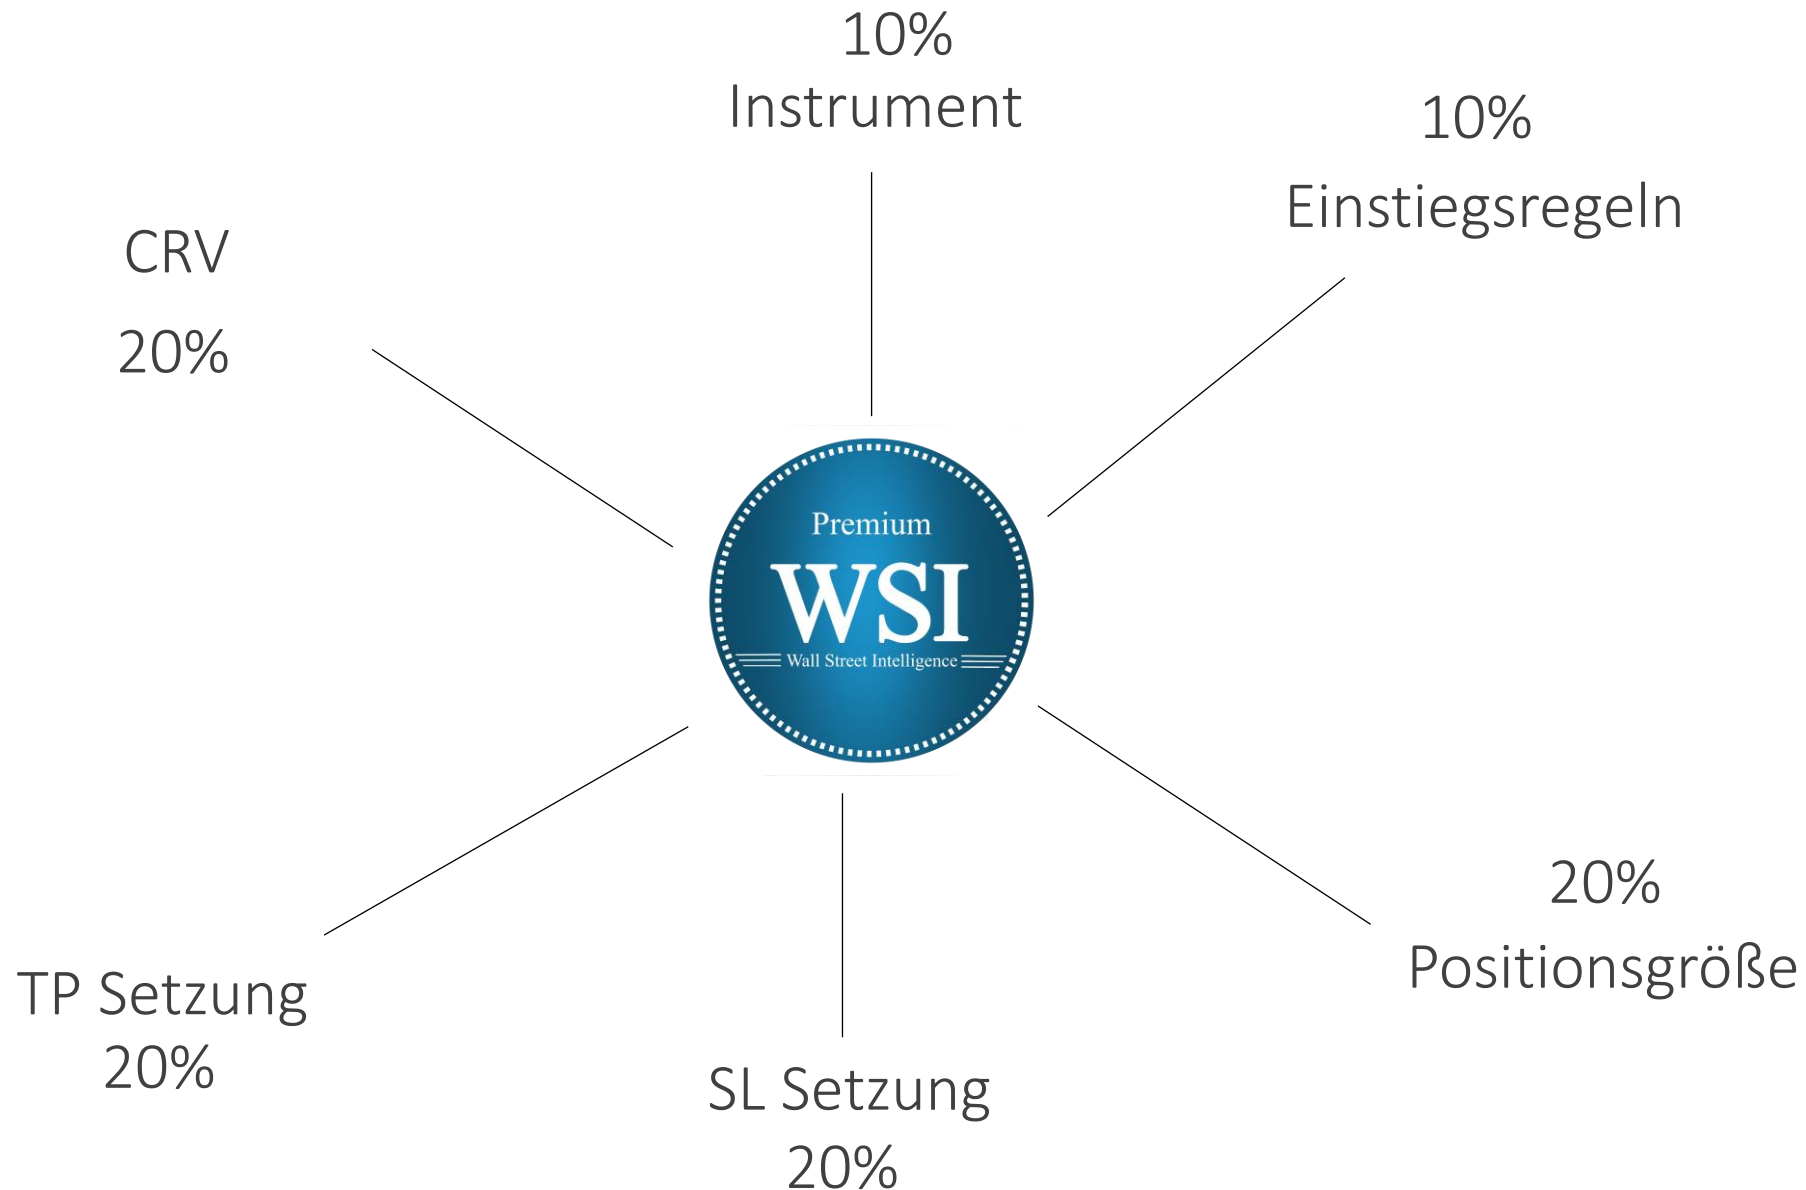 10%
Instrument
10%
Einstiegsregeln
CRV
20%
Premium
WSI
Wall Street Intelligence
20%
Positionsgröße
TP Setzung
20%
SL Setzung
20%